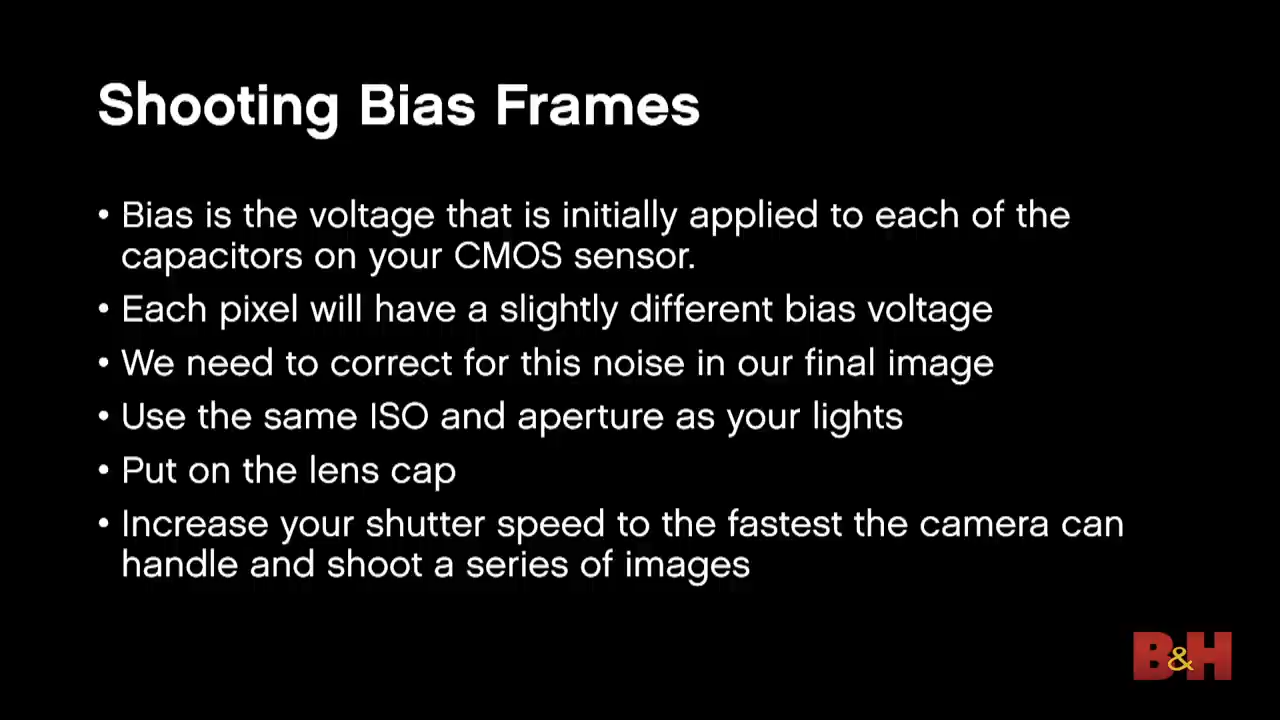 Shooting Bias Frames
• Bias is the voltage that is initially applied to each of the
capacitors on your CMOS sensor.
• Each pixel will have a slightly different bias voltage
• We need to correct for this noise in our final image
• Use the same ISO and aperture as your lights
• Put on the lens cap
• Increase your shutter speed to the fastest the camera can
handle and shoot a series of images
B&H